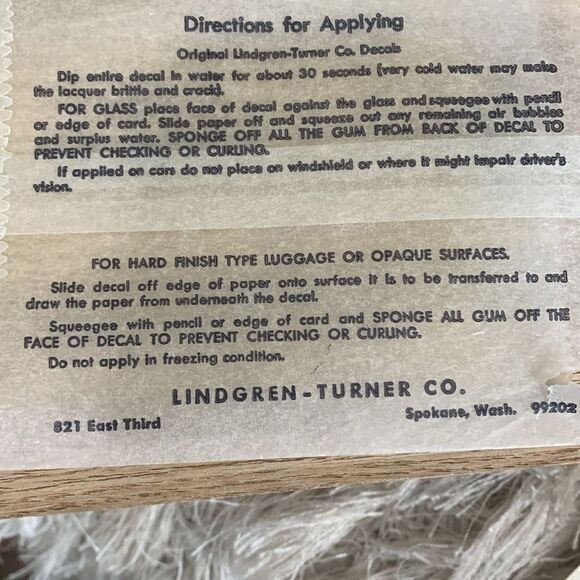 Directions for Applying
Original Lindgren-Turner Co. Decals
Dip entire decal in water for about 30 seconds (very cold water may make
the lacquer brittle and crack).
FOR GLASS place face of decal against the glass and squeegee with pencil
or edge of card. Slide paper off and squeeze out any remaining air bubbles
and surplus water. SPONGE OFF ALL THE GUM FROM BACK OF DECAL TO
PREVENT CHECKING OR CURLING.
If applied on cars do not place on windshield or where it might impair driver's
vision.
FOR HARD FINISH TYPE LUGGAGE OR OPAQUE SURFACES.
Slide decal off edge of paper onto surface it is to be transferred to and
draw the paper from underneath the decal.
Squeegee with pencil or edge of card and SPONGE ALL GUM OFF THE
FACE OF DECAL TO PREVENT CHECKING OR CURLING.
Do not apply in freezing condition.
LINDGREN-TURNER CO.
821 East Third
Spokane, Wash. 99202